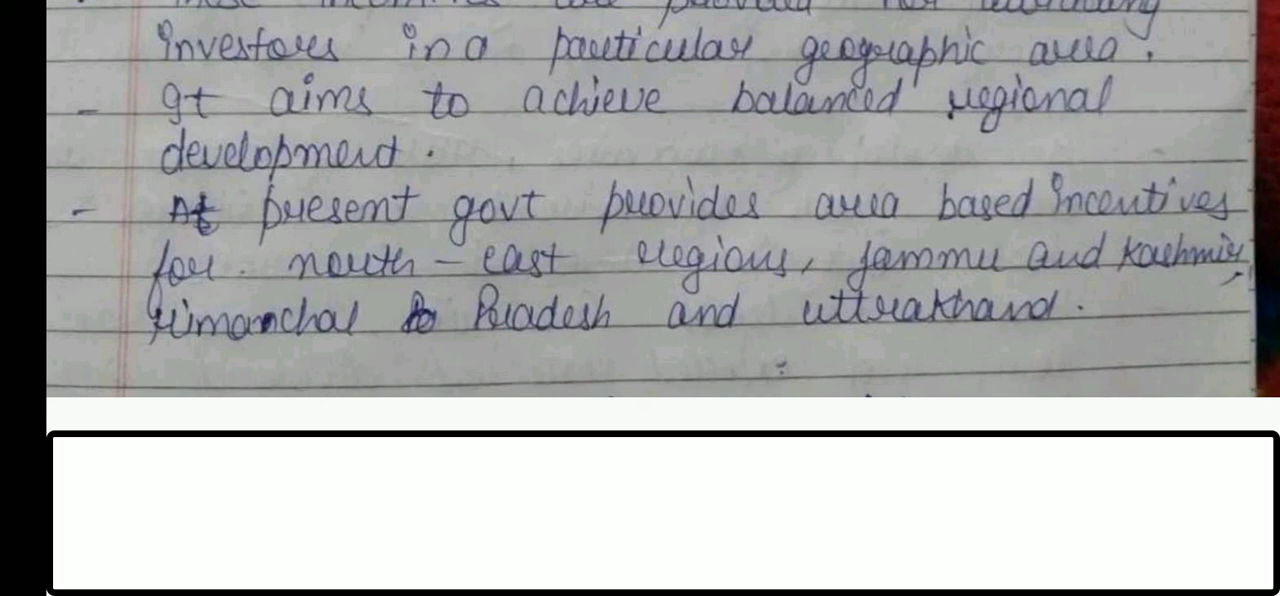 investors in a particular geographic area.
- It aims to achieve balanced regional
development.
- At present govt provides area based incentives
for north-east regions, Jammu and Kashmir,
Himanchal Pradesh and uttrakhand.